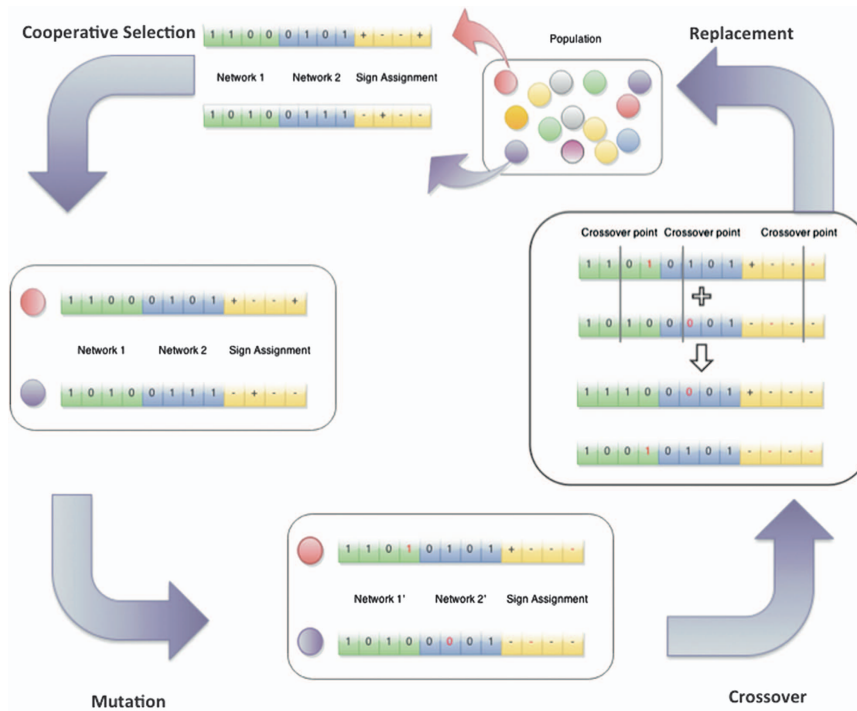 Cooperative Selection
1 1 0 0 0 1 0 1 + - - +
Population
Replacement
Network 1 Network 2 Sign Assignment
1 0 1 0 0 1 1 1 - + - -
Crossover point Crossover point Crossover point
1 1 0 1 0 1 0 1 + - - -
+
1 0 1 0 0 0 0 1 - - - -
1 1 1 0 0 0 0 1 + - - -
1 0 0 1 0 1 0 1 - - - -
1 1 0 0 0 1 0 1 + - - +
Network 1 Network 2 Sign Assignment
1 0 1 0 0 1 1 1 - + - -
1 1 0 1 0 1 0 1 + - - -
Network 1' Network 2' Sign Assignment
1 0 1 0 0 0 0 1 - - - -
Mutation
Crossover